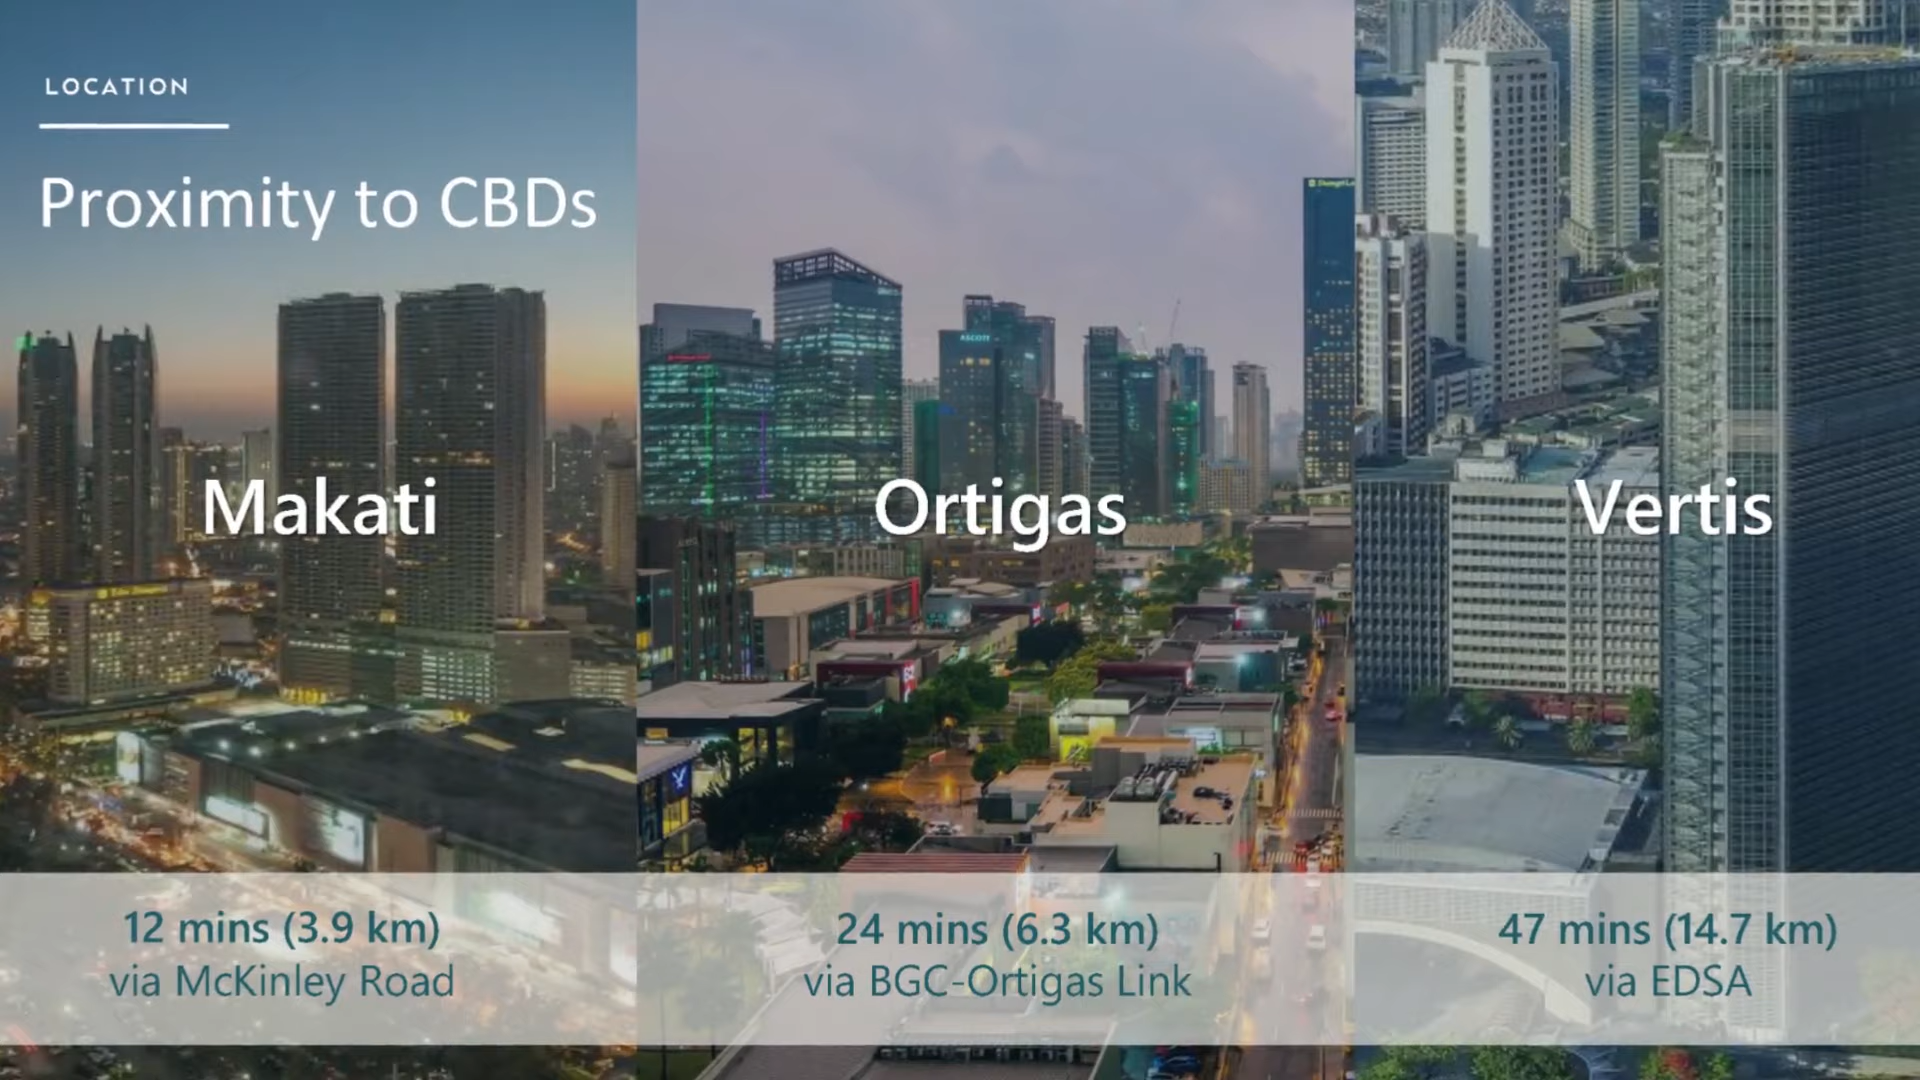 LOCATION
Proximity to CBDs
Makati
Ortigas
Vertis
12 mins (3.9 km)
via McKinley Road
24 mins (6.3 km)
via BGC-Ortigas Link
47 mins (14.7 km)
via EDSA
ASCOTT